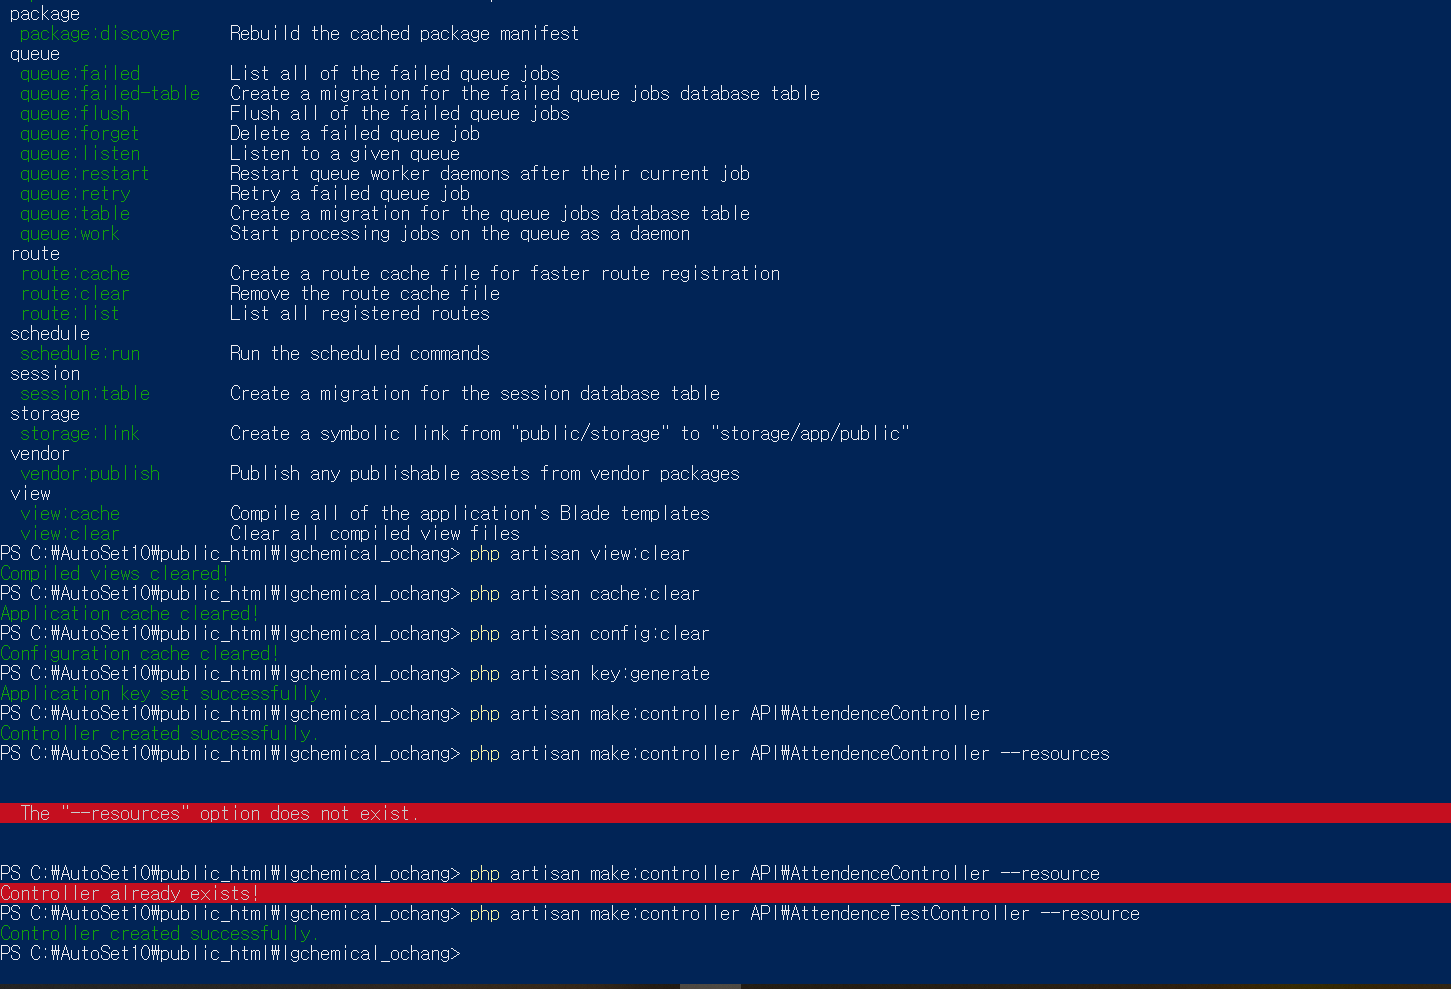 package
package:discover Rebuild the cached package manifest
queue
queue:failed List all of the failed queue jobs
queue:failed-table Create a migration for the failed queue jobs database table
queue:flush Flush all of the failed queue jobs
queue:forget Delete a failed queue job
queue:listen Listen to a given queue
queue:restart Restart queue worker daemons after their current job
queue:retry Retry a failed queue job
queue:table Create a migration for the queue jobs database table
queue:work Start processing jobs on the queue as a daemon
route
route:cache Create a route cache file for faster route registration
route:clear Remove the route cache file
route:list List all registered routes
schedule
schedule:run Run the scheduled commands
session
session:table Create a migration for the session database table
storage
storage:link Create a symbolic link from "public/storage" to "storage/app/public"
vendor
vendor:publish Publish any publishable assets from vendor packages
view
view:cache Compile all of the application's Blade templates
view:clear Clear all compiled view files
PS C:₩AutoSet10₩public_html₩lgchemical_ochang> php artisan view:clear
Compiled views cleared!
PS C:₩AutoSet10₩public_html₩lgchemical_ochang> php artisan cache:clear
Application cache cleared!
PS C:₩AutoSet10₩public_html₩lgchemical_ochang> php artisan config:clear
Configuration cache cleared!
PS C:₩AutoSet10₩public_html₩lgchemical_ochang> php artisan key:generate
Application key set successfully.
PS C:₩AutoSet10₩public_html₩lgchemical_ochang> php artisan make:controller API₩AttendenceController
Controller created successfully.
PS C:₩AutoSet10₩public_html₩lgchemical_ochang> php artisan make:controller API₩AttendenceController --resources
The "--resources" option does not exist.
PS C:₩AutoSet10₩public_html₩lgchemical_ochang> php artisan make:controller API₩AttendenceController --resource
Controller already exists!
PS C:₩AutoSet10₩public_html₩lgchemical_ochang> php artisan make:controller API₩AttendenceTestController --resource
Controller created successfully.
PS C:₩AutoSet10₩public_html₩lgchemical_ochang>